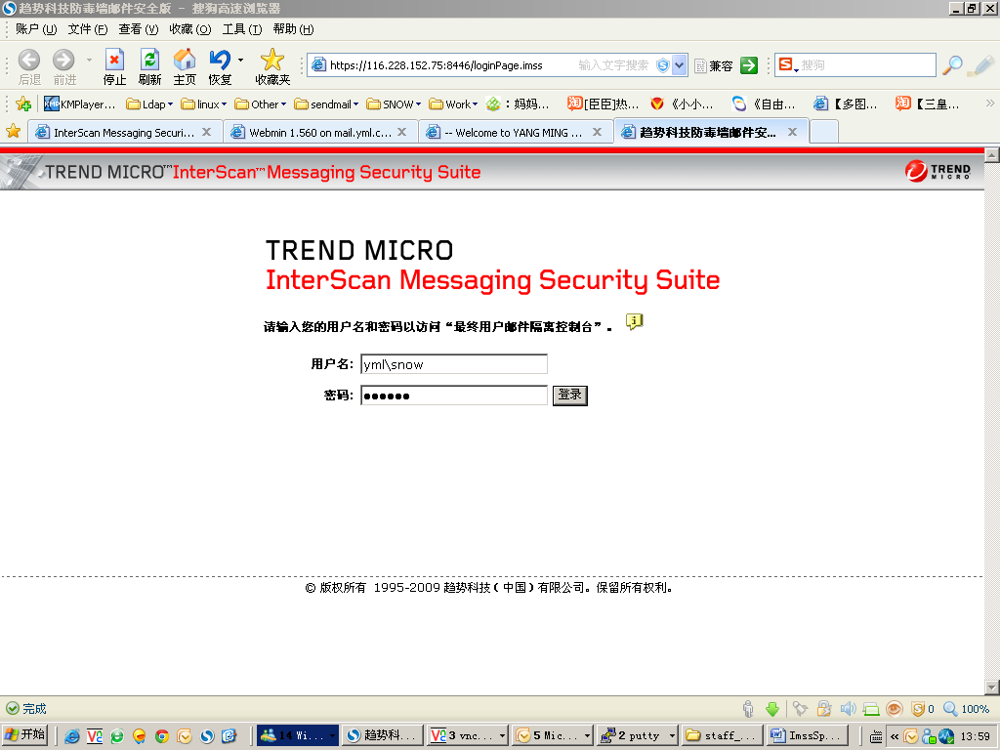 趋势科技防毒墙邮件安全版 - 搜狗高速浏览器
账户(U) 文件(F) 查看(V) 收藏(O) 工具(T) 帮助(H)
后退 前进 停止 刷新 主页 恢复 收藏夹 https://116.228.152.75:8446/loginPage.imss 输入文字搜索 兼容 搜狗
KMPlayer... Ldap linux Other sendmail SNOW Work : 妈妈... [臣臣]热... 《小小... 《自由... 【多图... 【三皇...
InterScan Messaging Securi... Webmin 1.560 on mail.yml.c... -- Welcome to YANG MING ... 趋势科技防毒墙邮件安...
TREND MICRO™ InterScan™ Messaging Security Suite TREND MICRO
TREND MICRO
InterScan Messaging Security Suite
请输入您的用户名和密码以访问“最终用户邮件隔离控制台”。
用户名: yml\snow
密码: ●●●●●● 登录
© 版权所有 1995-2009 趋势科技(中国)有限公司。保留所有权利。
完成 0 100%
开始 14 Wi... 趋势科... 3 vnc... 5 Mic... 2 putty staff_... ImssSp... « 13:59